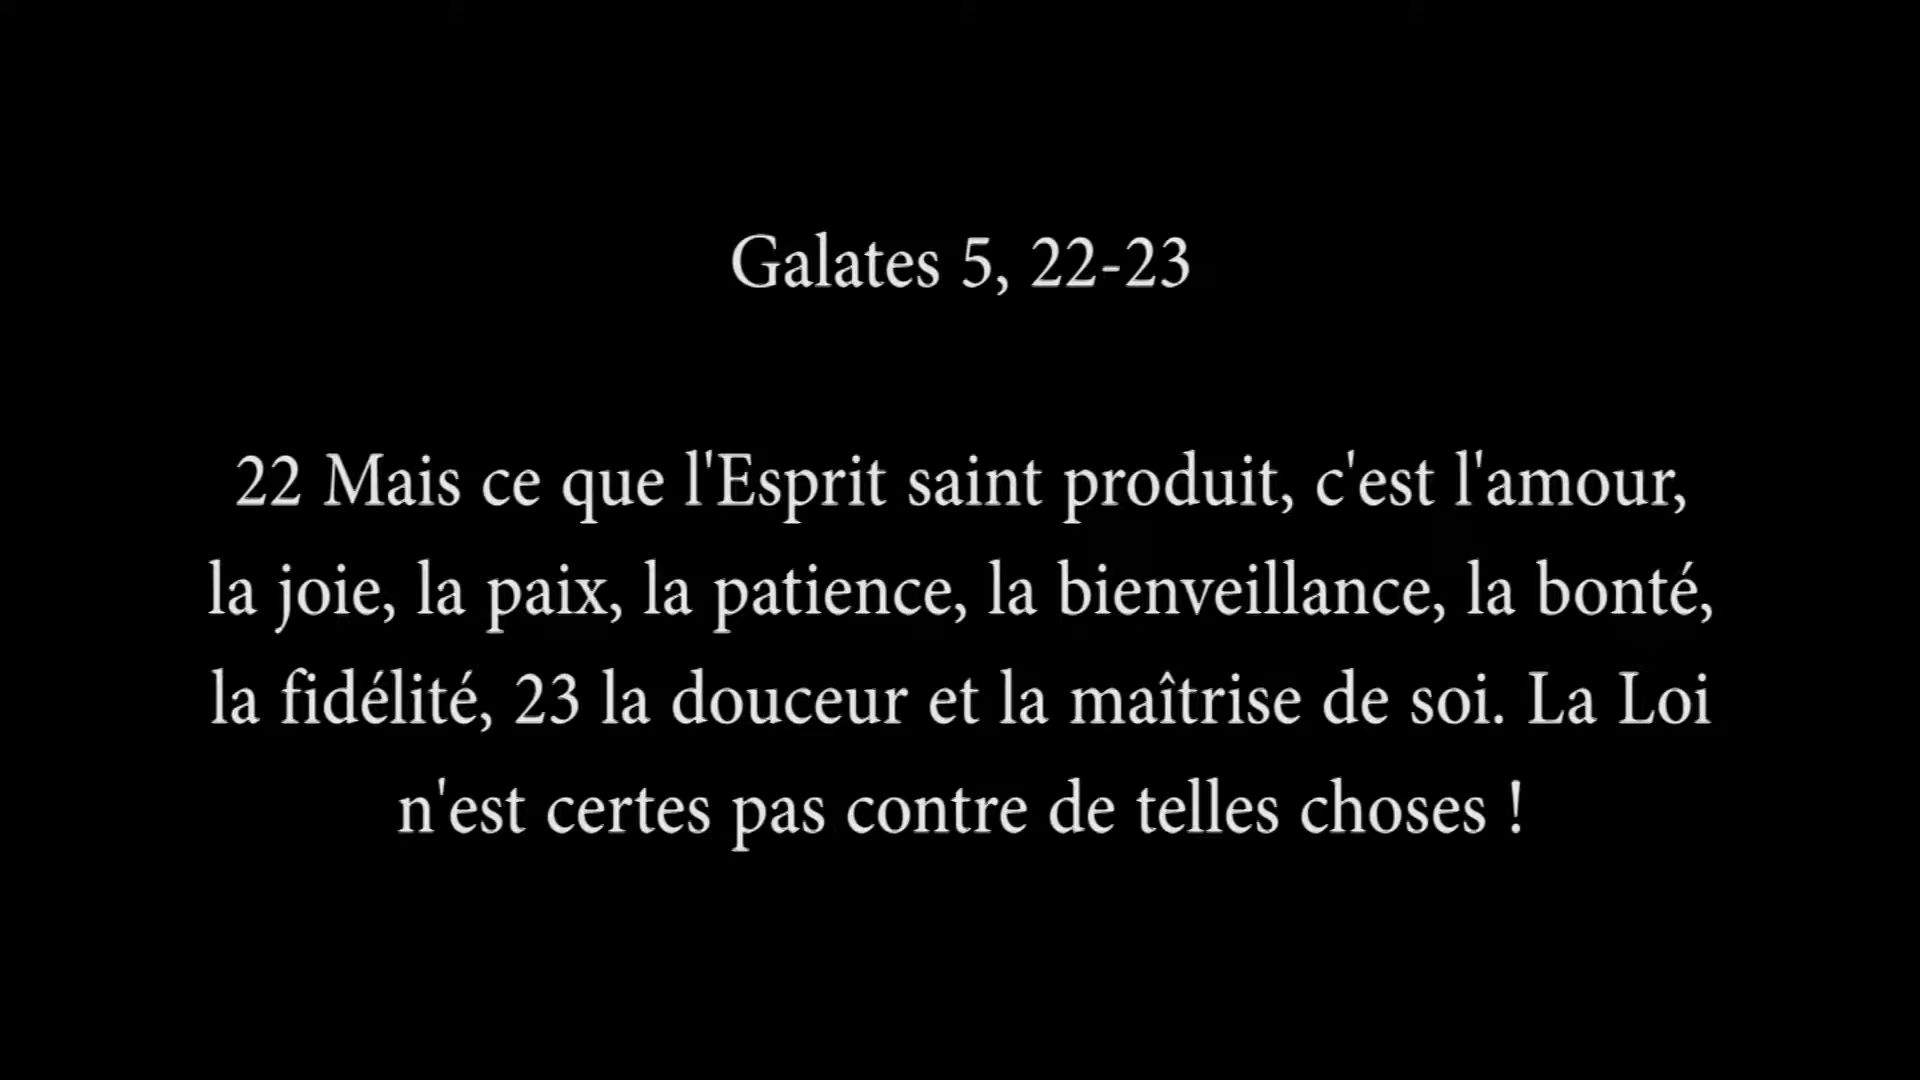 Galates 5, 22-23
22 Mais ce que l'Esprit saint produit, c'est l'amour,
la joie, la paix, la patience, la bienveillance, la bonté,
la fidélité, 23 la douceur et la maîtrise de soi. La Loi
n'est certes pas contre de telles choses !